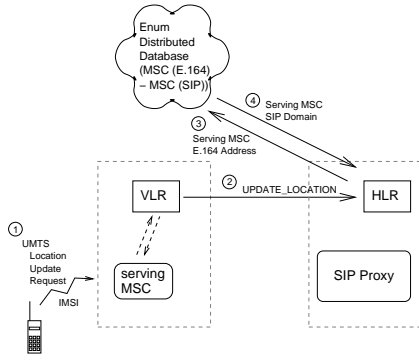 Enum
Distributed
Database
(MSC (E.164)
– MSC (SIP))
4
Serving MSC
SIP Domain
3
Serving MSC
E.164 Address
VLR
2
UPDATE_LOCATION
HLR
1
UMTS
Location
Update
Request
IMSI
serving
MSC
SIP Proxy